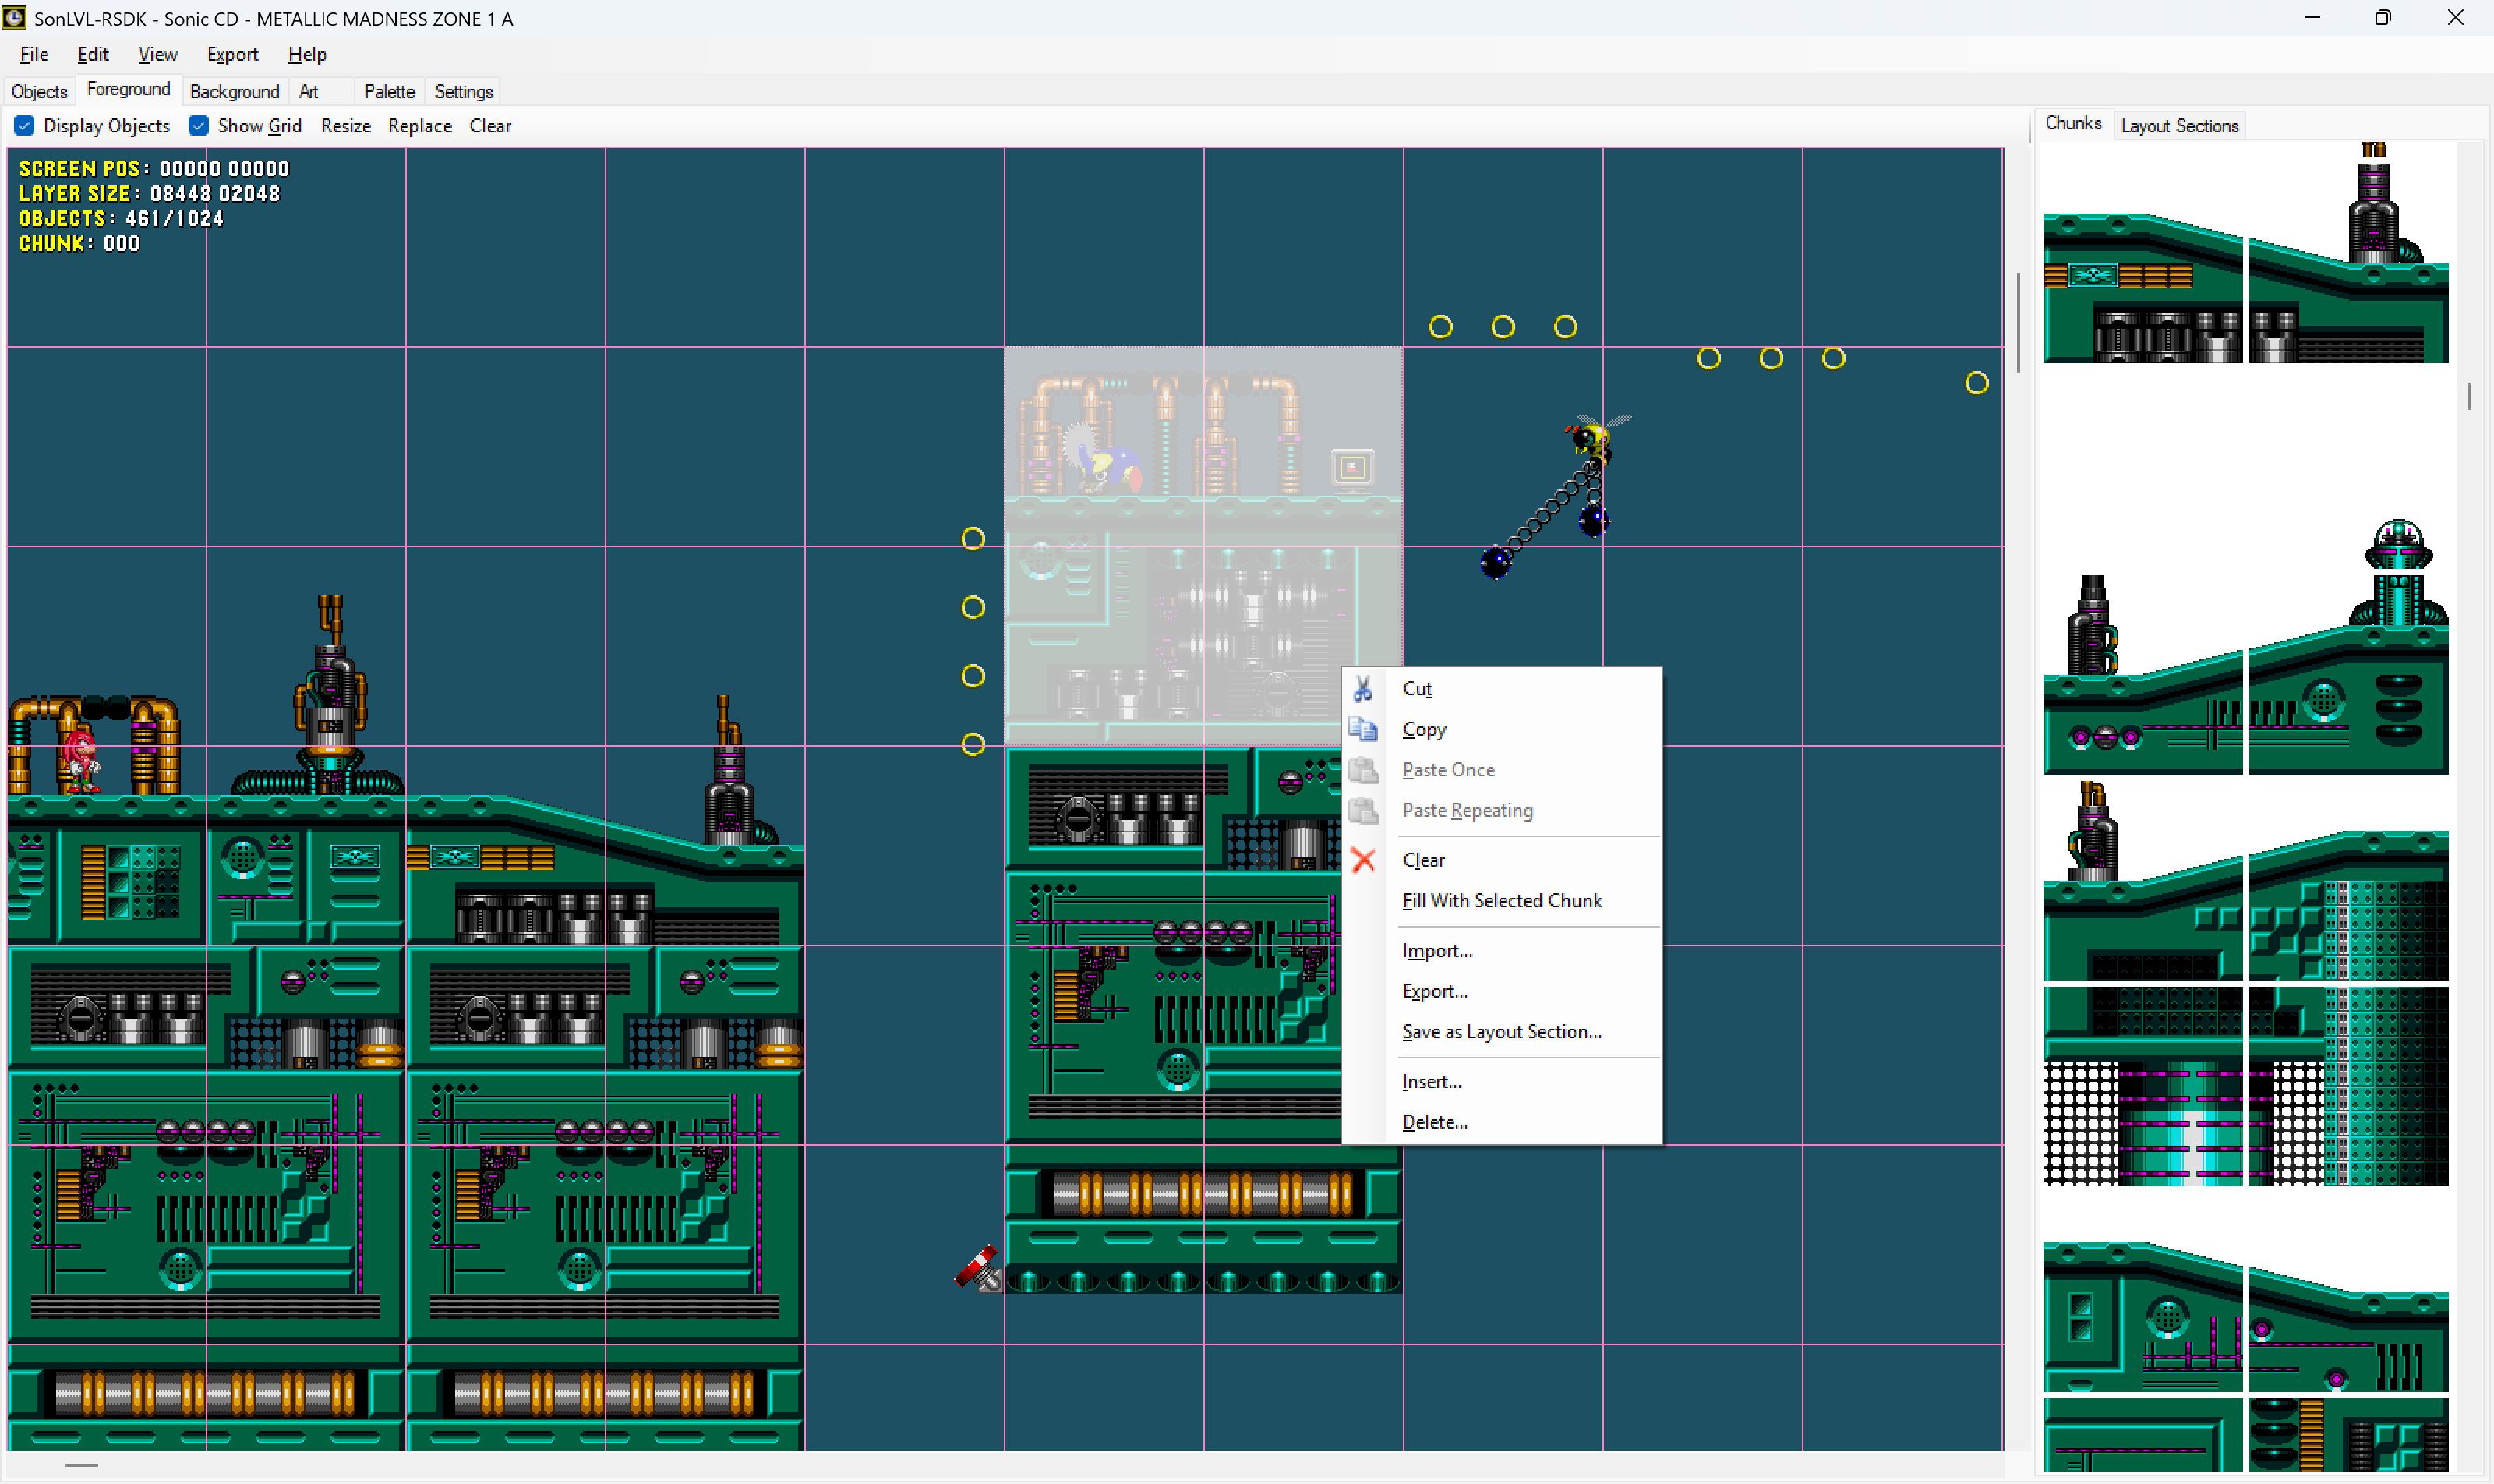 SonLVL-RSDK - Sonic CD - METALLIC MADNESS ZONE 1 A
File Edit View Export Help
Objects Foreground Background Art Palette Settings
Display Objects Show Grid Resize Replace Clear
Chunks Layout Sections
SCREEN POS: 00000 00000
LAYER SIZE: 08448 02048
OBJECTS: 461/1024
CHUNK: 000
Cut
Copy
Paste Once
Paste Repeating
Clear
Fill With Selected Chunk
Import...
Export...
Save as Layout Section...
Insert...
Delete...